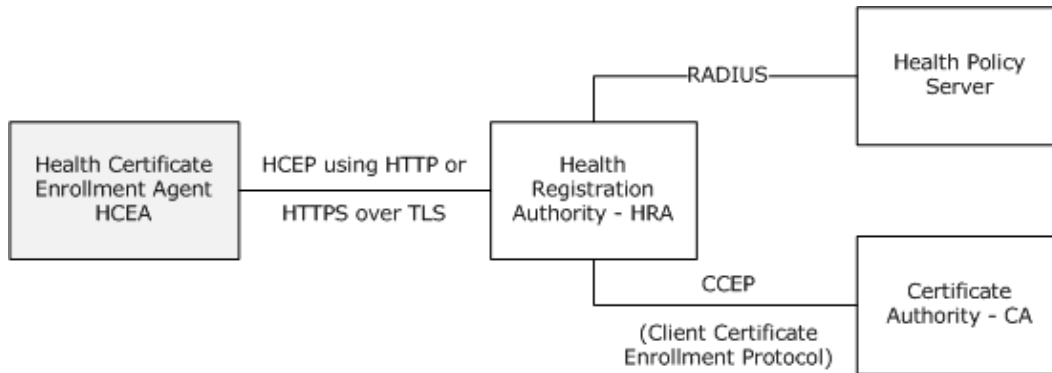 RADIUS
Health Policy
Server
Health Certificate
Enrollment Agent
HCEA
HCEP using HTTP or
HTTPS over TLS
Health
Registration
Authority - HRA
CCEP
(Client Certificate
Enrollment Protocol)
Certificate
Authority - CA